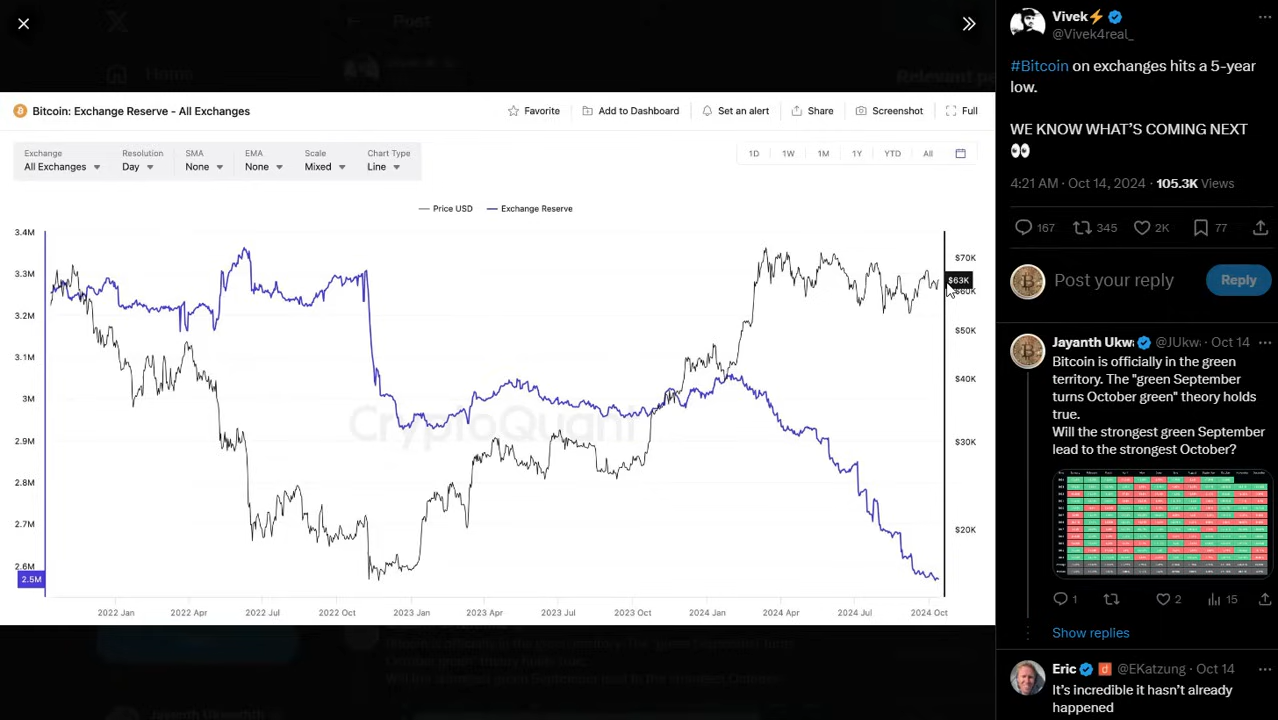 Post
Home
Bitcoin: Exchange Reserve - All Exchanges
Favorite
Add to Dashboard
Set an alert
Share
Screenshot
Full
Exchange
All Exchanges
Resolution
Day
SMA
None
EMA
None
Scale
Mixed
Chart Type
Line
1D
1W
1M
1Y
YTD
All
Price USD
Exchange Reserve
3.4M
3.3M
3.2M
3.1M
3M
2.9M
2.8M
2.7M
2.6M
2.5M
$70K
$63K
$60K
$50K
$40K
$30K
$20K
CryptoQuant
2022 Jan
2022 Apr
2022 Jul
2022 Oct
2023 Jan
2023 Apr
2023 Jul
2023 Oct
2024 Jan
2024 Apr
2024 Jul
2024 Oct
Vivek⚡
@Vivek4real_
#Bitcoin on exchanges hits a 5-year
low.
WE KNOW WHAT'S COMING NEXT
👀
4:21 AM · Oct 14, 2024 · 105.3K Views
167
345
2K
77
Post your reply
Reply
Jayanth Ukwa @JUkwa · Oct 14
Bitcoin is officially in the green
territory. The "green September
turns October green" theory holds
true.
Will the strongest green September
lead to the strongest October?
1
2
15
Show replies
Eric d @EKatzung · Oct 14
It's incredible it hasn't already
happened